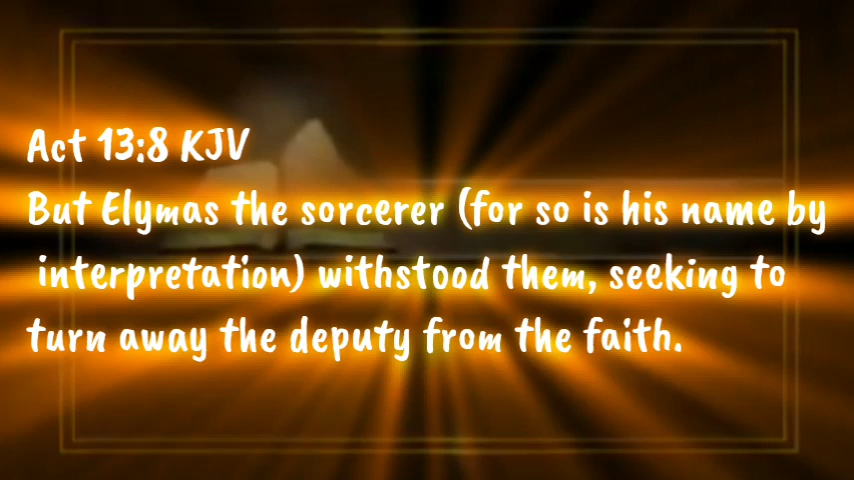 Act 13:8 KJV
But Elymas the sorcerer (for so is his name by
interpretation) withstood them, seeking to
turn away the deputy from the faith.